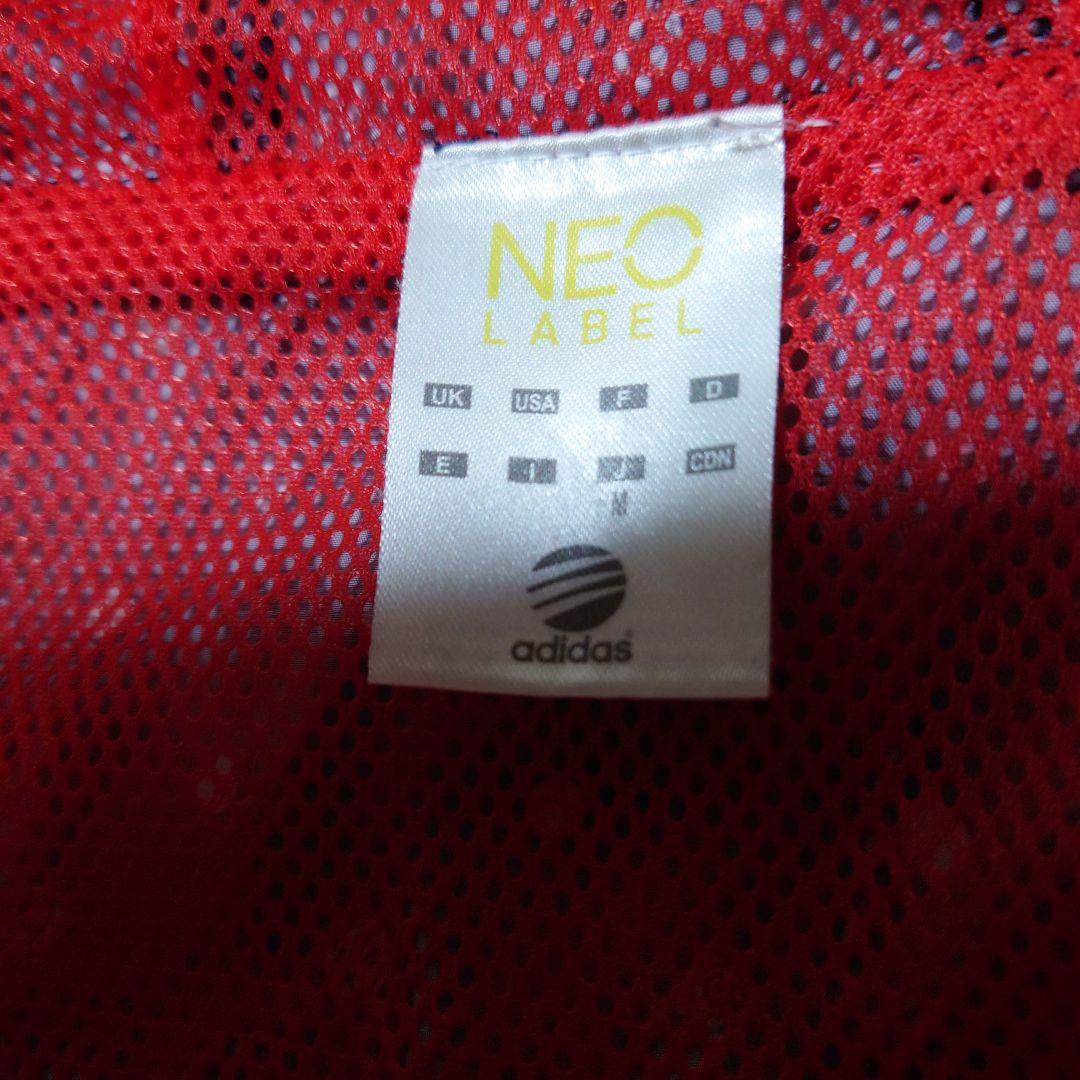 NEO
LABEL
UK USA F D
E I J CDN
M
adidas